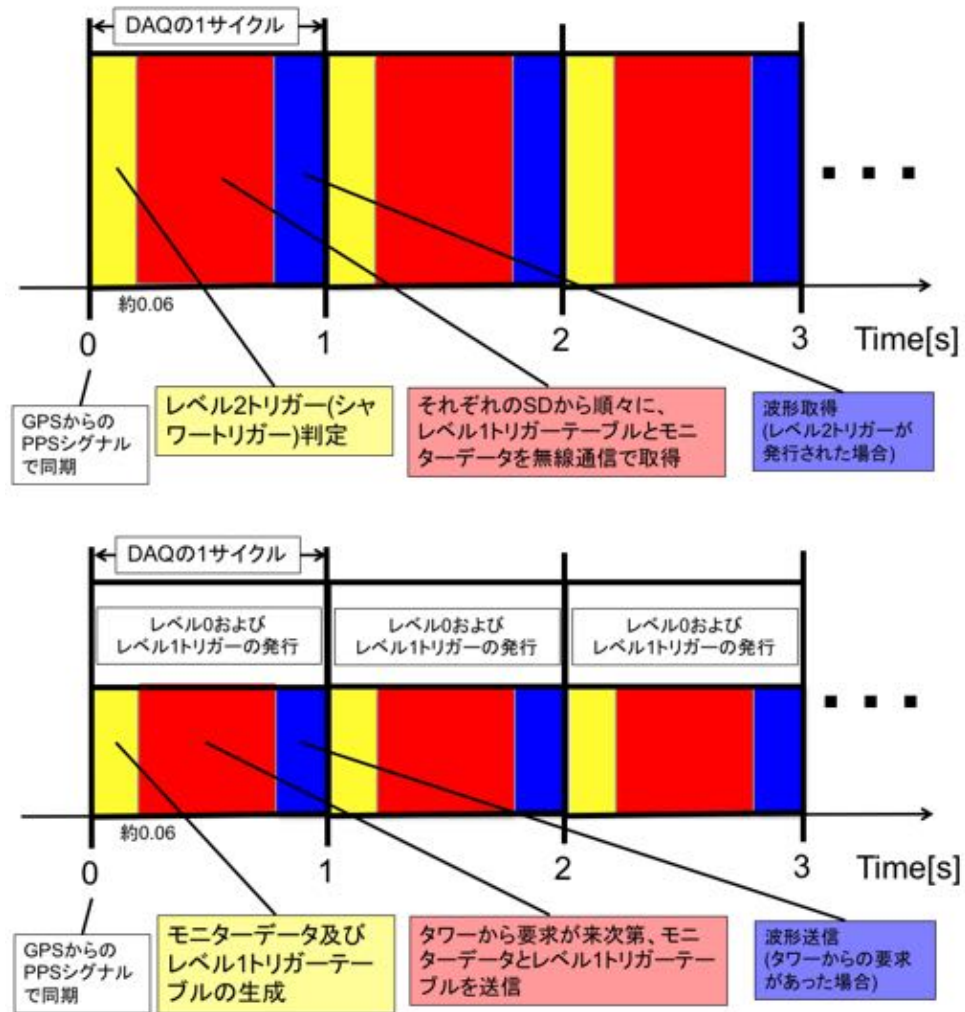 DAQの1サイクル
約0.06
0
1
2
3
Time[s]
GPSからの
PPSシグナル
で同期
レベル2トリガー(シャ
ワートリガー)判定
それぞれのSDから順々に、
レベル1トリガーテーブルとモニ
ターデータを無線通信で取得
波形取得
(レベル2トリガーが
発行された場合)
DAQの1サイクル
レベル0および
レベル1トリガーの発行
レベル0および
レベル1トリガーの発行
レベル0および
レベル1トリガーの発行
約0.06
0
1
2
3
Time[s]
GPSからの
PPSシグナル
で同期
モニターデータ及び
レベル1トリガーテー
ブルの生成
タワーから要求が来次第、モニ
ターデータとレベル1トリガーテー
ブルを送信
波形送信
(タワーからの要求
があった場合)